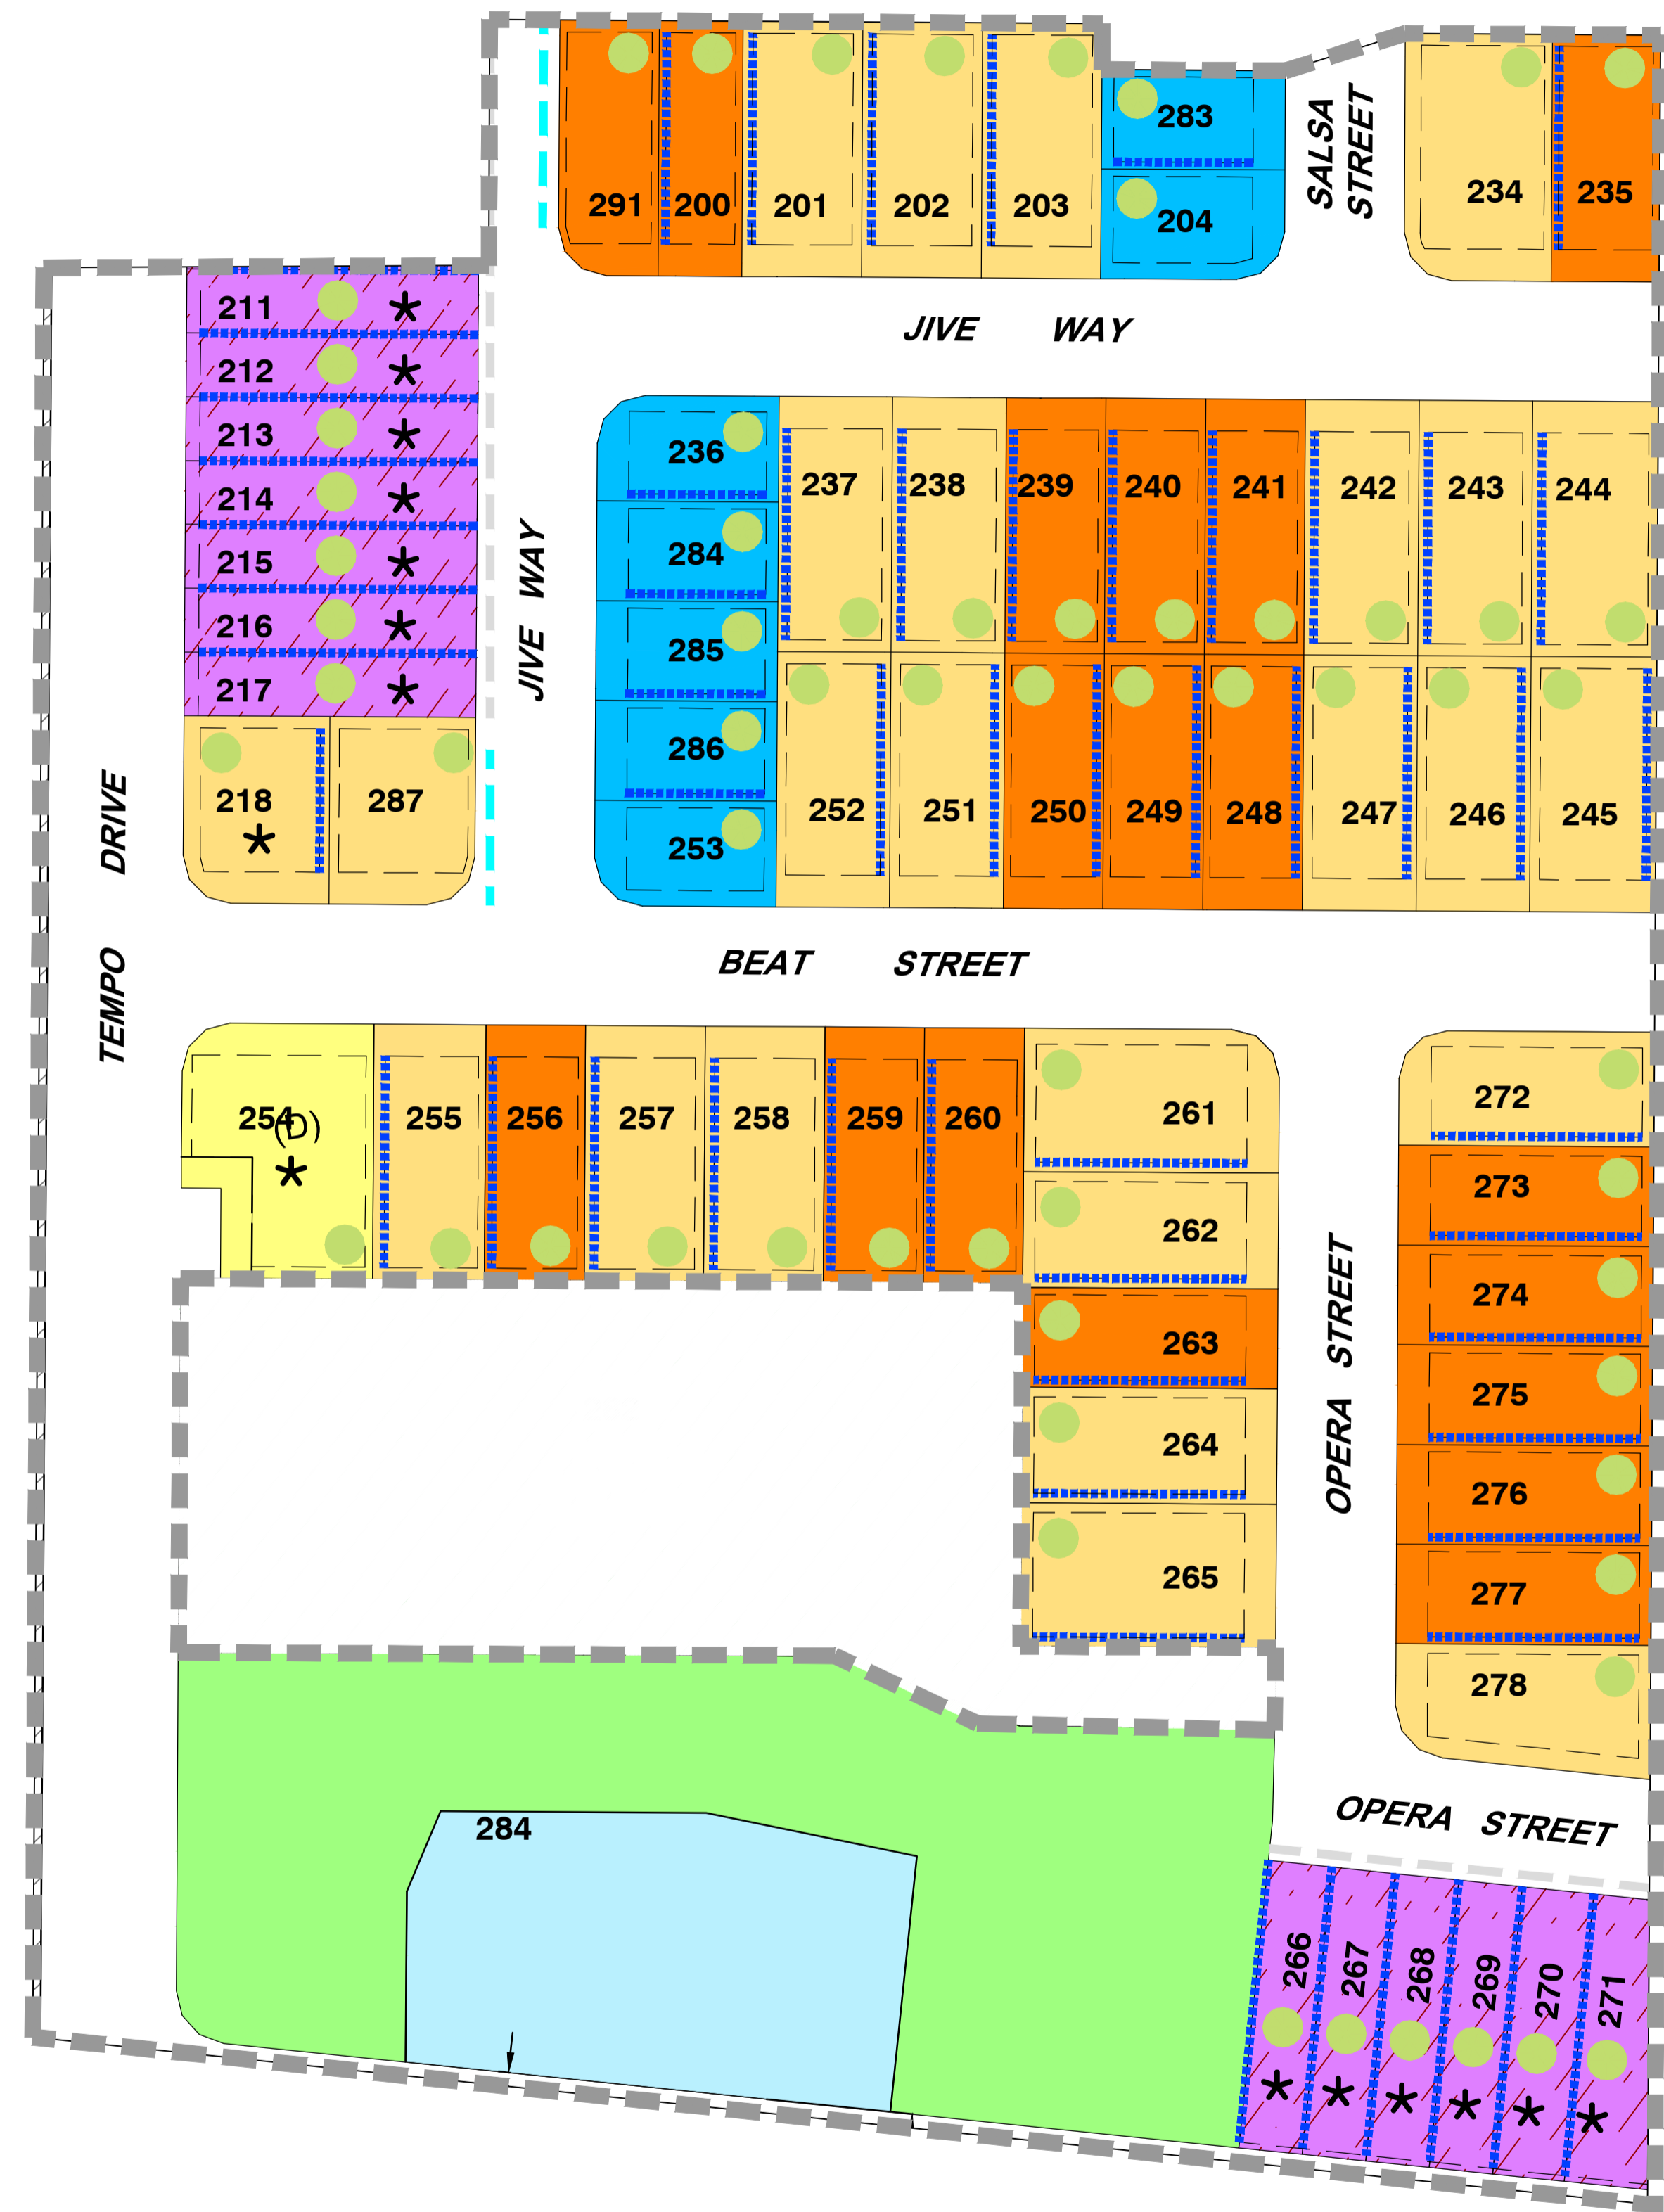 291 200 201 202 203
283
204
SALSA
STREET
234 235
JIVE WAY
211 *
212 *
213 *
214 *
215 *
216 *
217 *
218 287
*
JIVE WAY
236
284
285
286
253
237 238 239 240 241 242 243 244
252 251 250 249 248 247 246 245
TEMPO DRIVE
BEAT STREET
254 (D)
*
255 256 257 258 259 260
261
262
263
264
265
OPERA STREET
272
273
274
275
276
277
278
OPERA STREET
284
266 267 268 269 270 271
* * * * * *